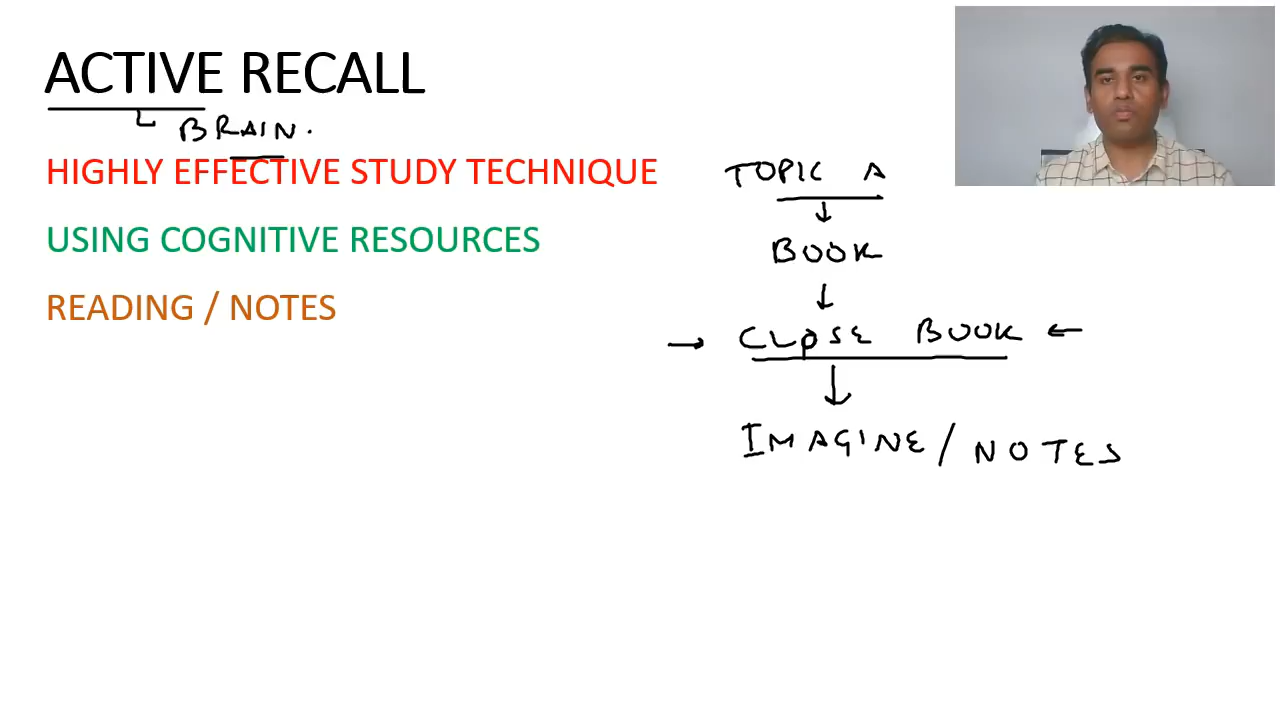 ACTIVE RECALL
BRAIN.
HIGHLY EFFECTIVE STUDY TECHNIQUE
USING COGNITIVE RESOURCES
READING / NOTES
TOPIC A
BOOK
CLOSE BOOK
IMAGINE / NOTES